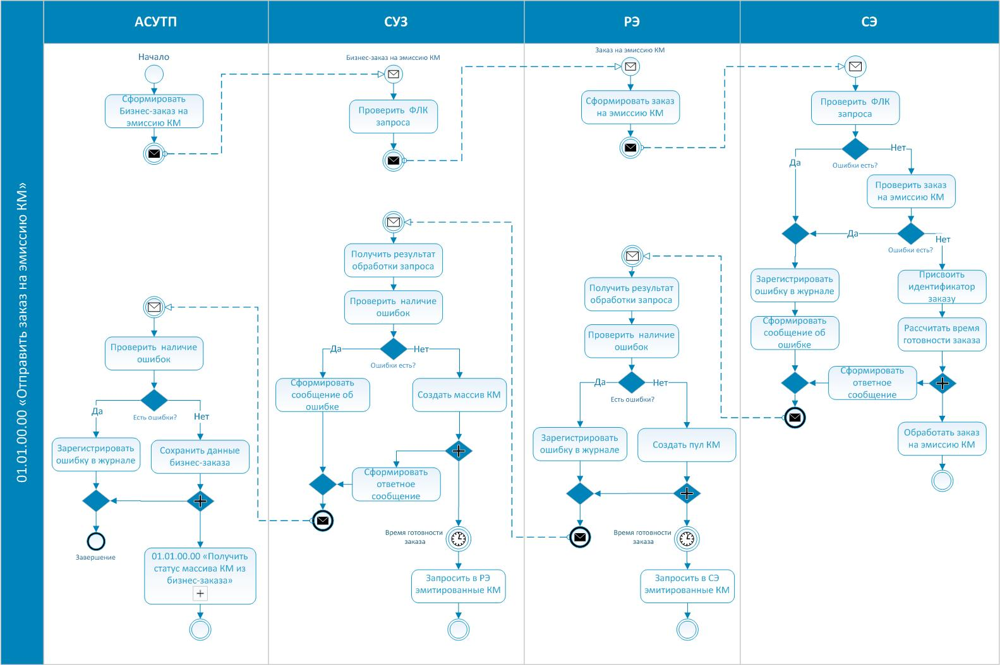 01.01.00.00 «Отправить заказ на эмиссию КМ»
АСУТП
СУЗ
РЭ
СЭ
Начало
Сформировать
Бизнес-заказ на
эмиссию КМ
Проверить наличие
ошибок
Есть ошибки?
Да
Нет
Зарегистрировать
ошибку в журнале
Сохранить данные
бизнес-заказа
Завершение
01.01.00.00 «Получить
статус массива КМ из
бизнес-заказа»
Бизнес-заказ на эмиссию КМ
Проверить ФЛК
запроса
Получить результат
обработки запроса
Проверить наличие
ошибок
Да
Нет
Ошибки есть?
Сформировать
сообщение об
ошибке
Создать массив КМ
Сформировать
ответное
сообщение
Время готовности
заказа
Запросить в РЭ
эмитированные КМ
Заказ на эмиссию КМ
Сформировать заказ
на эмиссию КМ
Получить результат
обработки запроса
Проверить наличие
ошибок
Да
Нет
Есть ошибки?
Зарегистрировать
ошибку в журнале
Создать пул КМ
Время готовности
заказа
Запросить в СЭ
эмитированные КМ
Проверить ФЛК
запроса
Нет
Да
Ошибки есть?
Проверить заказ
на эмиссию КМ
Да
Нет
Ошибки есть?
Зарегистрировать
ошибку в журнале
Присвоить
идентификатор
заказу
Сформировать
сообщение об
ошибке
Рассчитать время
готовности заказа
Сформировать
ответное
сообщение
Обработать заказ
на эмиссию КМ